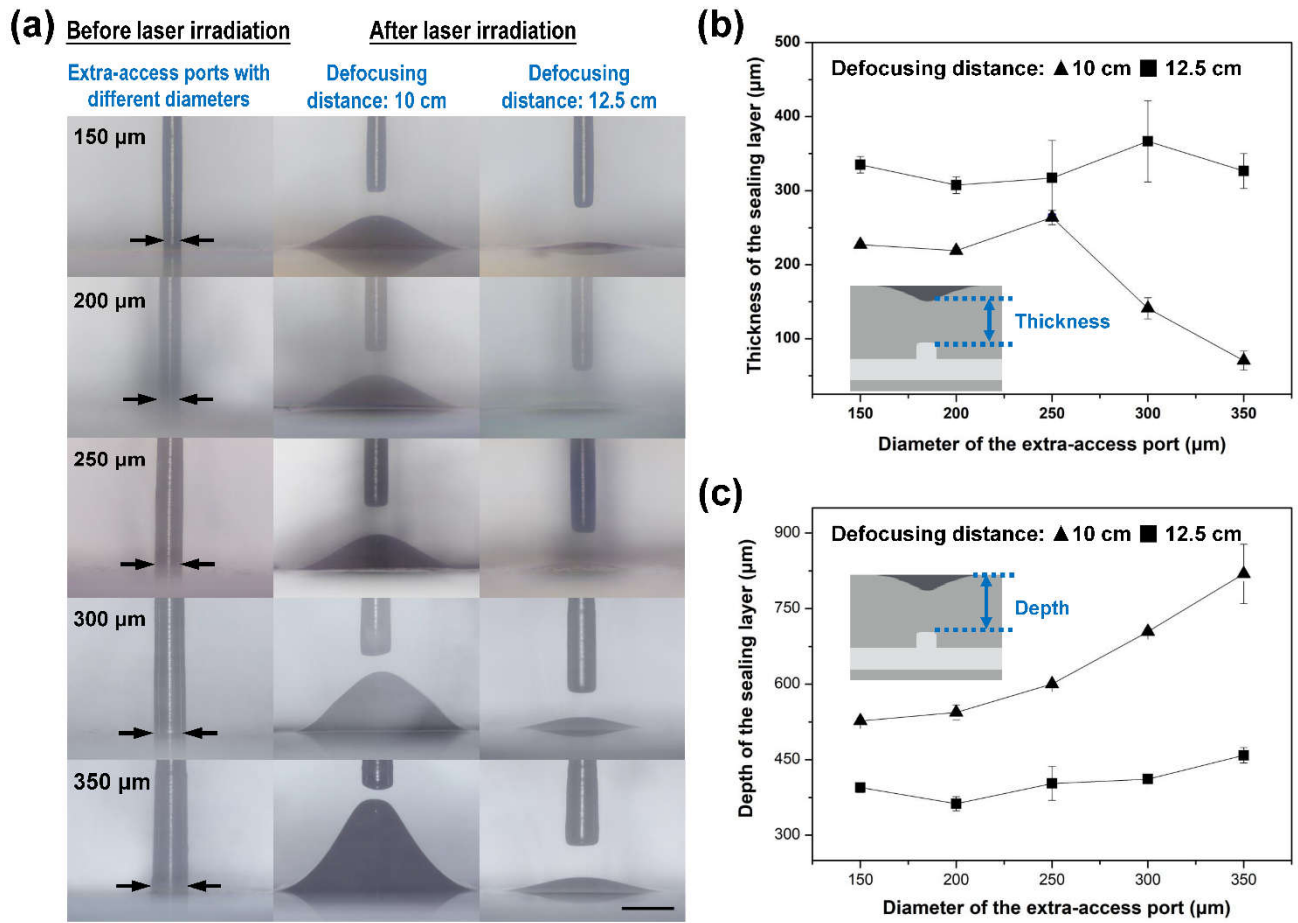 (a)
Before laser irradiation
After laser irradiation
Extra-access ports with
different diameters
Defocusing
distance: 10 cm
Defocusing
distance: 12.5 cm
150 µm
200 µm
250 µm
300 µm
350 µm
(b)
Thickness of the sealing layer (µm)
500
400
300
200
100
Defocusing distance: ▲10 cm ■ 12.5 cm
Thickness
150
200
250
300
350
Diameter of the extra-access port (µm)
(c)
Depth of the sealing layer (µm)
900
750
600
450
300
Defocusing distance: ▲10 cm ■ 12.5 cm
Depth
150
200
250
300
350
Diameter of the extra-access port (µm)